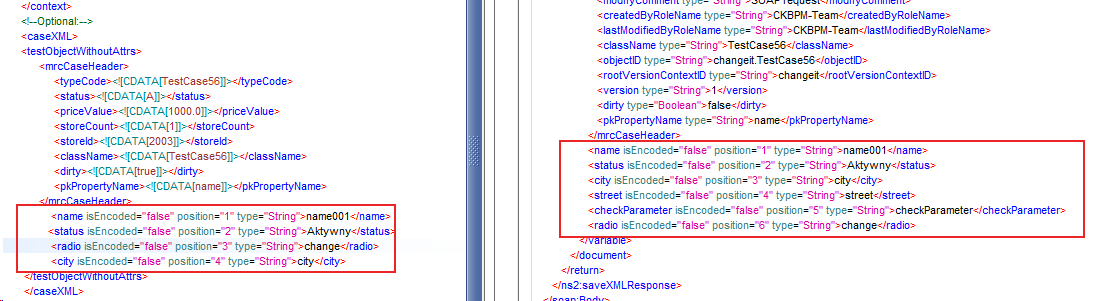 </context>
<!--Optional:-->
<caseXML>
<testObjectWithoutAttrs>
<mrcCaseHeader>
<typeCode><![CDATA[TestCase56]]></typeCode>
<status><![CDATA[A]]></status>
<priceValue><![CDATA[1000.0]]></priceValue>
<storeCount><![CDATA[1]]></storeCount>
<storeId><![CDATA[2003]]></storeId>
<className><![CDATA[TestCase56]]></className>
<dirty><![CDATA[true]]></dirty>
<pkPropertyName><![CDATA[name]]></pkPropertyName>
</mrcCaseHeader>
<name isEncoded="false" position="1" type="String">name001</name>
<status isEncoded="false" position="2" type="String">Aktywny</status>
<radio isEncoded="false" position="3" type="String">change</radio>
<city isEncoded="false" position="4" type="String">city</city>
</testObjectWithoutAttrs>
</caseXML>
<modifyComment type="String">SOAPrequest</modifyComment>
<createdByRoleName type="String">CKBPM-Team</createdByRoleName>
<lastModifiedByRoleName type="String">CKBPM-Team</lastModifiedByRoleName>
<className type="String">TestCase56</className>
<objectID type="String">changeit.TestCase56</objectID>
<rootVersionContextID type="String">changeit</rootVersionContextID>
<version type="String">1</version>
<dirty type="Boolean">false</dirty>
<pkPropertyName type="String">name</pkPropertyName>
</mrcCaseHeader>
<name isEncoded="false" position="1" type="String">name001</name>
<status isEncoded="false" position="2" type="String">Aktywny</status>
<city isEncoded="false" position="3" type="String">city</city>
<street isEncoded="false" position="4" type="String">street</street>
<checkParameter isEncoded="false" position="5" type="String">checkParameter</checkParameter>
<radio isEncoded="false" position="6" type="String">change</radio>
</variable>
</document>
</return>
</ns2:saveXMLResponse>
</soap:Body>